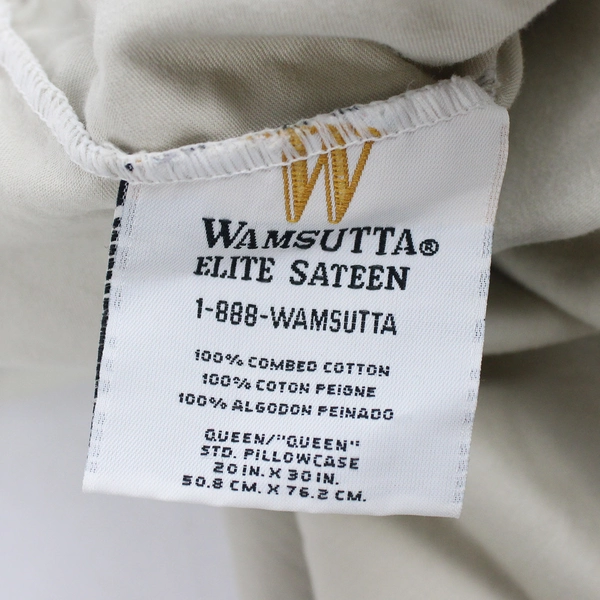 W
WAMSUTTA®
ELITE SATEEN
1-888-WAMSUTTA
100% COMBED COTTON
100% COTON PEIGNE
100% ALGODON PEINADO
QUEEN/"QUEEN"
STD. PILLOWCASE
20 IN. X 30 IN.
50.8 CM. X 76.2 CM.